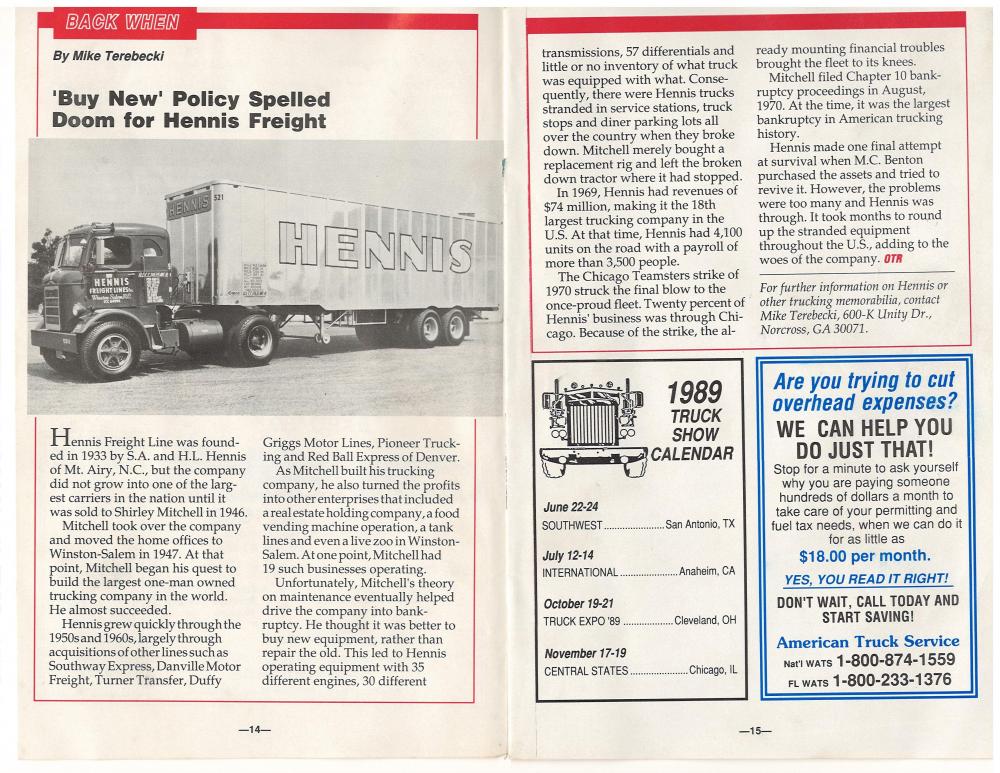 BACK WHEN
By Mike Terebecki
'Buy New' Policy Spelled
Doom for Hennis Freight
HENNIS
521
HENNIS
HENNIS
FREIGHT LINES
Winston-Salem, N.C.
Hennis Freight Line was found-
ed in 1933 by S.A. and H.L. Hennis
of Mt. Airy, N.C., but the company
did not grow into one of the larg-
est carriers in the nation until it
was sold to Shirley Mitchell in 1946.
Mitchell took over the company
and moved the home offices to
Winston-Salem in 1947. At that
point, Mitchell began his quest to
build the largest one-man owned
trucking company in the world.
He almost succeeded.
Hennis grew quickly through the
1950s and 1960s, largely through
acquisitions of other lines such as
Southway Express, Danville Motor
Freight, Turner Transfer, Duffy
Griggs Motor Lines, Pioneer Truck-
ing and Red Ball Express of Denver.
As Mitchell built his trucking
company, he also turned the profits
into other enterprises that included
a real estate holding company, a food
vending machine operation, a tank
lines and even a live zoo in Winston-
Salem. At one point, Mitchell had
19 such businesses operating.
Unfortunately, Mitchell's theory
on maintenance eventually helped
drive the company into bank-
ruptcy. He thought it was better to
buy new equipment, rather than
repair the old. This led to Hennis
operating equipment with 35
different engines, 30 different
—14—
transmissions, 57 differentials and
little or no inventory of what truck
was equipped with what. Conse-
quently, there were Hennis trucks
stranded in service stations, truck
stops and diner parking lots all
over the country when they broke
down. Mitchell merely bought a
replacement rig and left the broken
down tractor where it had stopped.
In 1969, Hennis had revenues of
$74 million, making it the 18th
largest trucking company in the
U.S. At that time, Hennis had 4,100
units on the road with a payroll of
more than 3,500 people.
The Chicago Teamsters strike of
1970 struck the final blow to the
once-proud fleet. Twenty percent of
Hennis' business was through Chi-
cago. Because of the strike, the al-
ready mounting financial troubles
brought the fleet to its knees.
Mitchell filed Chapter 10 bank-
ruptcy proceedings in August,
1970. At the time, it was the largest
bankruptcy in American trucking
history.
Hennis made one final attempt
at survival when M.C. Benton
purchased the assets and tried to
revive it. However, the problems
were too many and Hennis was
through. It took months to round
up the stranded equipment
throughout the U.S., adding to the
woes of the company. OTR
For further information on Hennis or
other trucking memorabilia, contact
Mike Terebecki, 600-K Unity Dr.,
Norcross, GA 30071.
1989
TRUCK
SHOW
CALENDAR
June 22-24
SOUTHWEST......................San Antonio, TX
July 12-14
INTERNATIONAL......................Anaheim, CA
October 19-21
TRUCK EXPO '89....................Cleveland, OH
November 17-19
CENTRAL STATES......................Chicago, IL
Are you trying to cut
overhead expenses?
WE CAN HELP YOU
DO JUST THAT!
Stop for a minute to ask yourself
why you are paying someone
hundreds of dollars a month to
take care of your permitting and
fuel tax needs, when we can do it
for as little as
$18.00 per month.
YES, YOU READ IT RIGHT!
DON'T WAIT, CALL TODAY AND
START SAVING!
American Truck Service
Nat'l WATS 1-800-874-1559
FL WATS 1-800-233-1376
—15—